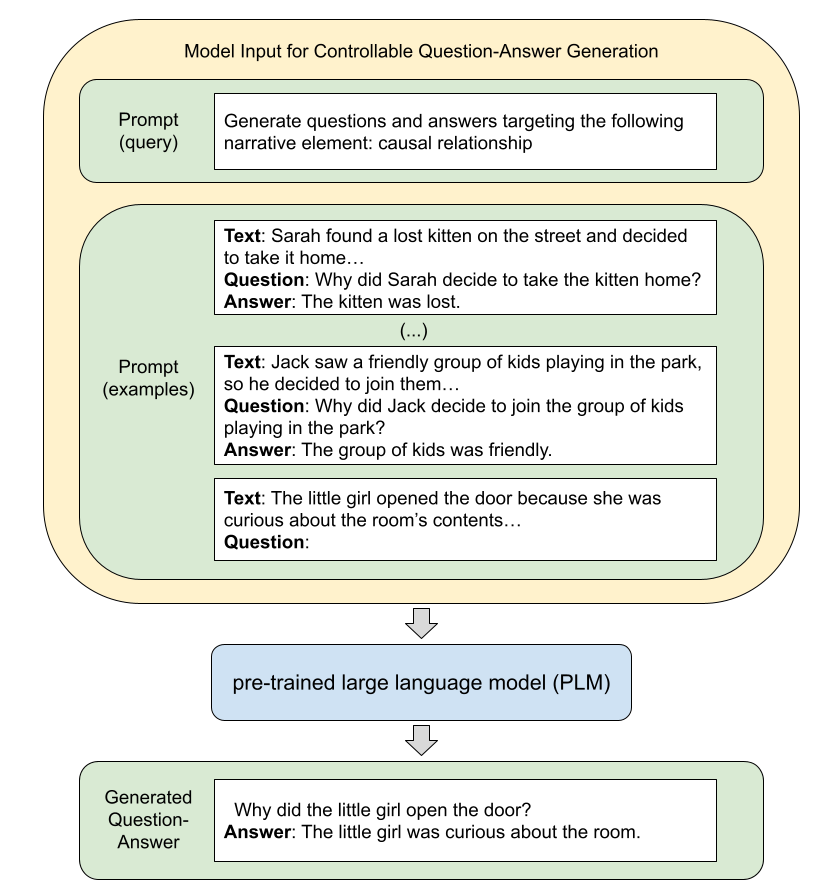 Model Input for Controllable Question-Answer Generation
Prompt
(query)
Generate questions and answers targeting the following
narrative element: causal relationship
Prompt
(examples)
Text: Sarah found a lost kitten on the street and decided
to take it home…
Question: Why did Sarah decide to take the kitten home?
Answer: The kitten was lost.
(...)
Text: Jack saw a friendly group of kids playing in the park,
so he decided to join them…
Question: Why did Jack decide to join the group of kids
playing in the park?
Answer: The group of kids was friendly.
Text: The little girl opened the door because she was
curious about the room’s contents…
Question:
pre-trained large language model (PLM)
Generated
Question-
Answer
Why did the little girl open the door?
Answer: The little girl was curious about the room.